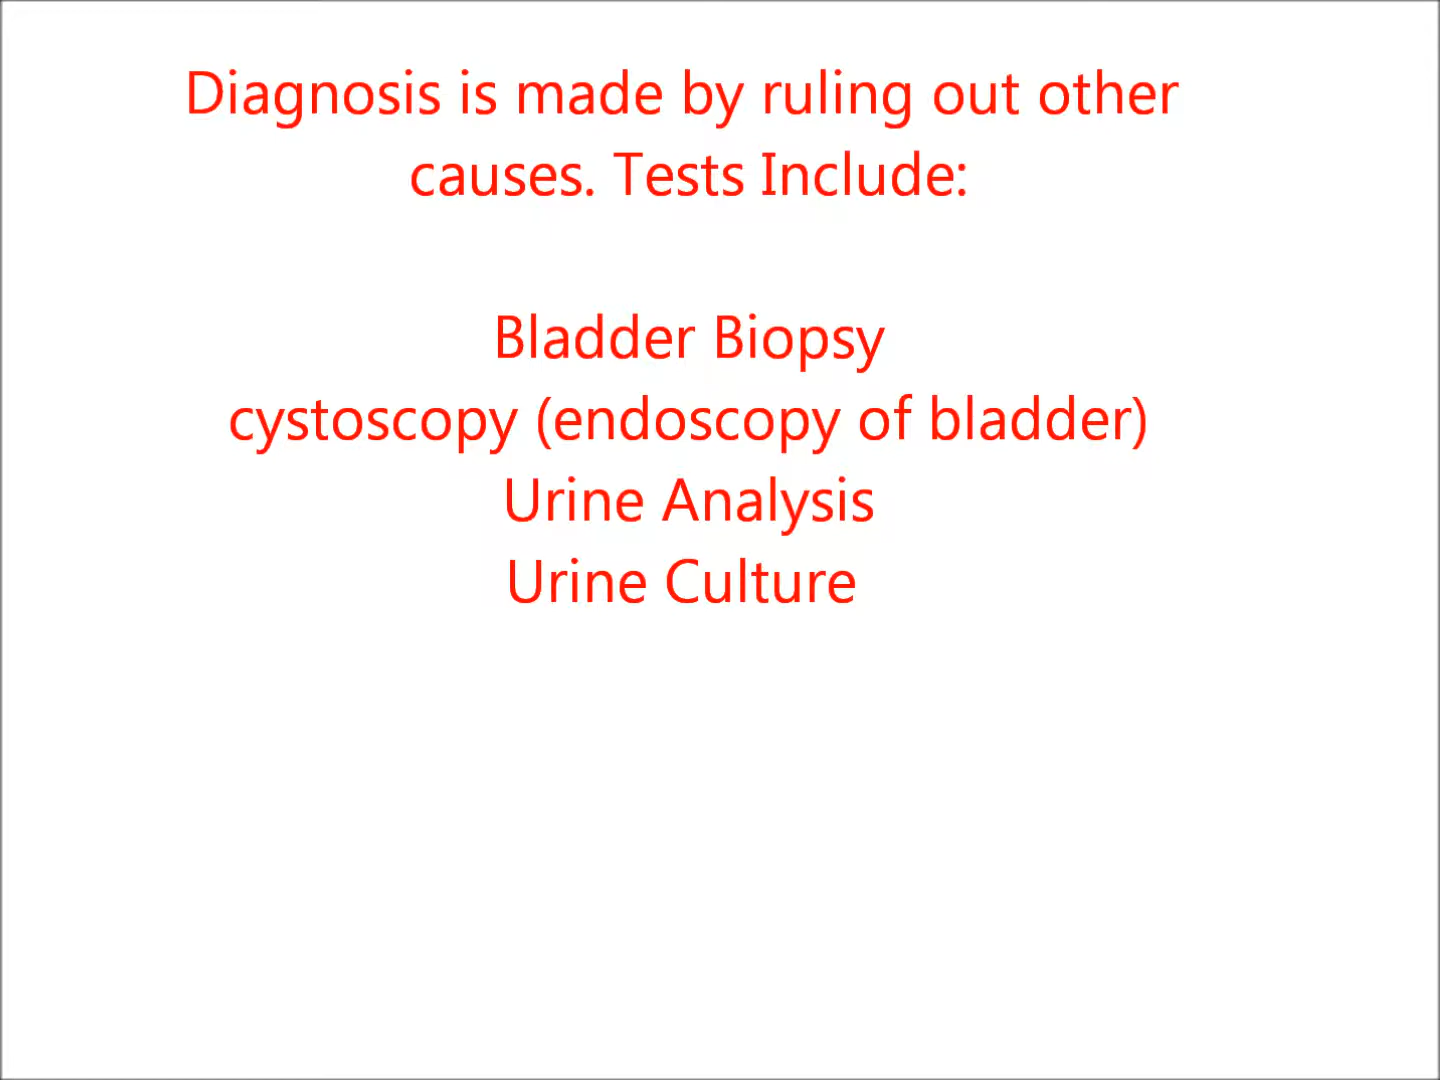 Diagnosis is made by ruling out other
causes. Tests Include:
Bladder Biopsy
cystoscopy (endoscopy of bladder)
Urine Analysis
Urine Culture